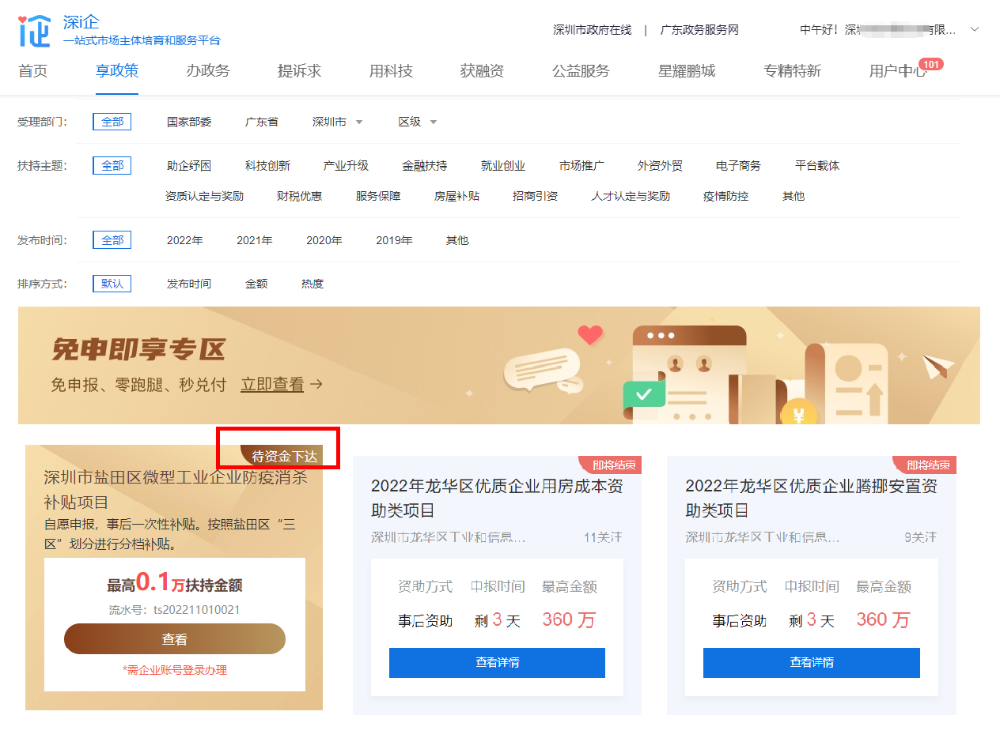 深i企
一站式市场主体培育和服务平台
深圳市政府在线 | 广东政务服务网 中午好！深圳 有限...
首页 享政策 办政务 提诉求 用科技 获融资 公益服务 星耀鹏城 专精特新 用户中心 101
受理部门： 全部 国家部委 广东省 深圳市 区级
扶持主题： 全部 助企纾困 科技创新 产业升级 金融扶持 就业创业 市场推广 外资外贸 电子商务 平台载体
资质认定与奖励 财税优惠 服务保障 房屋补贴 招商引资 人才认定与奖励 疫情防控 其他
发布时间： 全部 2022年 2021年 2020年 2019年 其他
排序方式： 默认 发布时间 金额 热度
免申即享专区
免申报、零跑腿、秒兑付 立即查看→
¥
待资金下达
深圳市盐田区微型工业企业防疫消杀
补贴项目
自愿申报，事后一次性补贴。按照盐田区“三
区”划分进行分档补贴。
最高0.1万扶持金额
流水号：ts202211010021
查看
*需企业账号登录办理
即将结束
2022年龙华区优质企业用房成本资
助类项目
深圳市龙华区工业和信息... 11关注
资助方式 申报时间 最高金额
事后资助 剩 3 天 360 万
查看详情
即将结束
2022年龙华区优质企业腾挪安置资
助类项目
深圳市龙华区工业和信息... 9关注
资助方式 申报时间 最高金额
事后资助 剩 3 天 360 万
查看详情